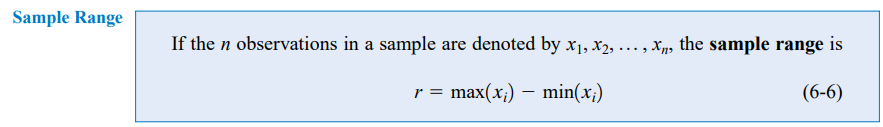 Sample Range
If the n observations in a sample are denoted by x₁, x₂, . . . , xₙ, the sample range is
r = max(xᵢ) − min(xᵢ) (6-6)